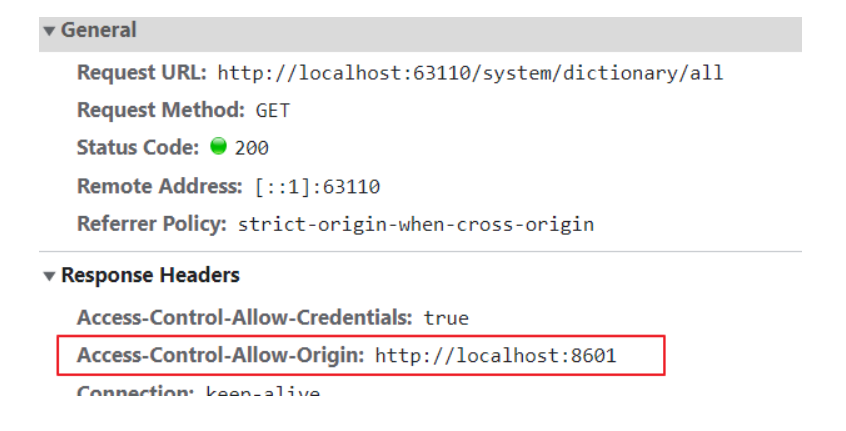 General
Request URL: http://localhost:63110/system/dictionary/all
Request Method: GET
Status Code: 200
Remote Address: [::1]:63110
Referrer Policy: strict-origin-when-cross-origin
Response Headers
Access-Control-Allow-Credentials: true
Access-Control-Allow-Origin: http://localhost:8601
Connection: keep-alive